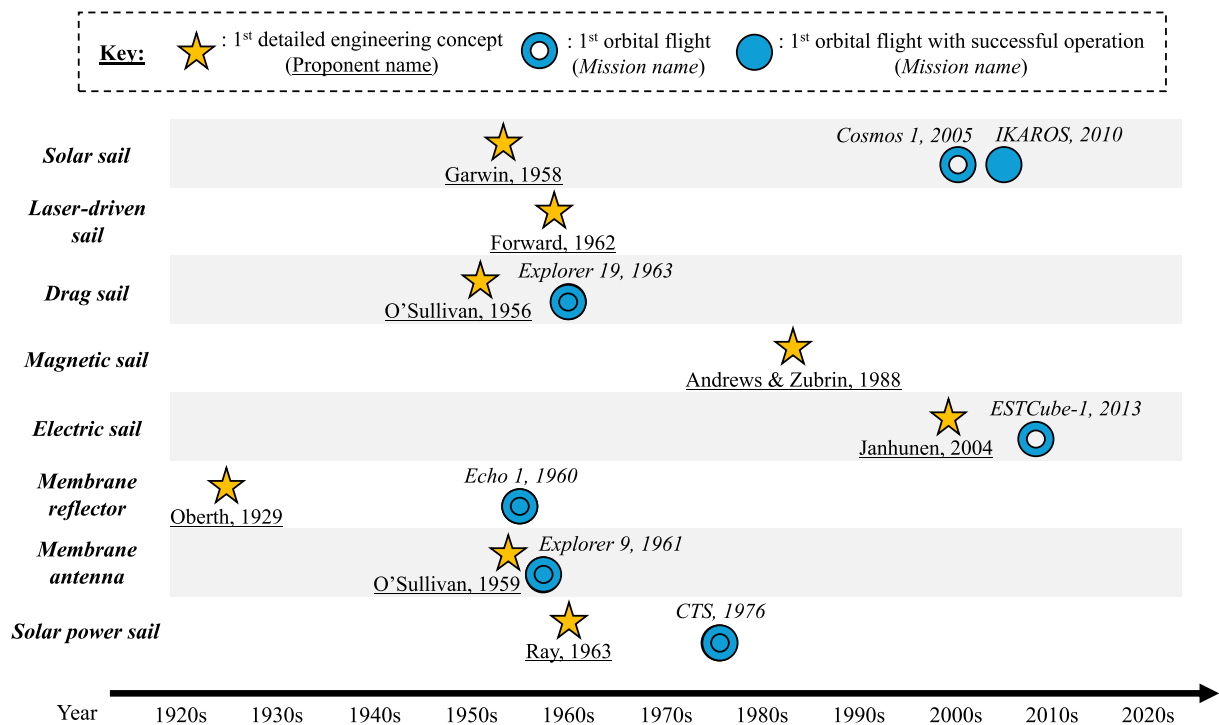 Key: : 1st detailed engineering concept : 1st orbital flight : 1st orbital flight with successful operation
(Proponent name) (Mission name) (Mission name)
Solar sail
Cosmos 1, 2005 IKAROS, 2010
Garwin, 1958
Laser-driven
sail
Forward, 1962
Drag sail
Explorer 19, 1963
O'Sullivan, 1956
Magnetic sail
Andrews & Zubrin, 1988
Electric sail
ESTCube-1, 2013
Janhunen, 2004
Membrane
reflector
Echo 1, 1960
Oberth, 1929
Membrane
antenna
Explorer 9, 1961
O'Sullivan, 1959
Solar power sail
CTS, 1976
Ray, 1963
Year 1920s 1930s 1940s 1950s 1960s 1970s 1980s 1990s 2000s 2010s 2020s